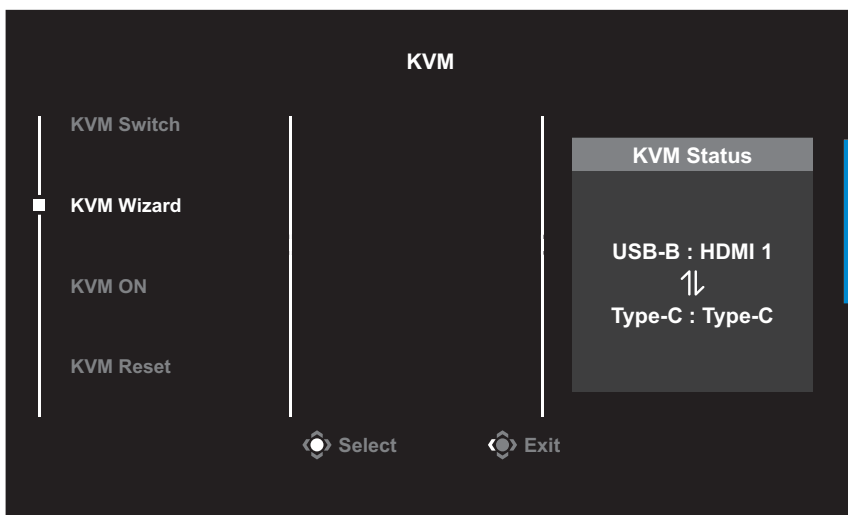 KVM
KVM Switch
KVM Wizard
KVM ON
KVM Reset
KVM Status
USB-B : HDMI 1
Type-C : Type-C
Select
Exit